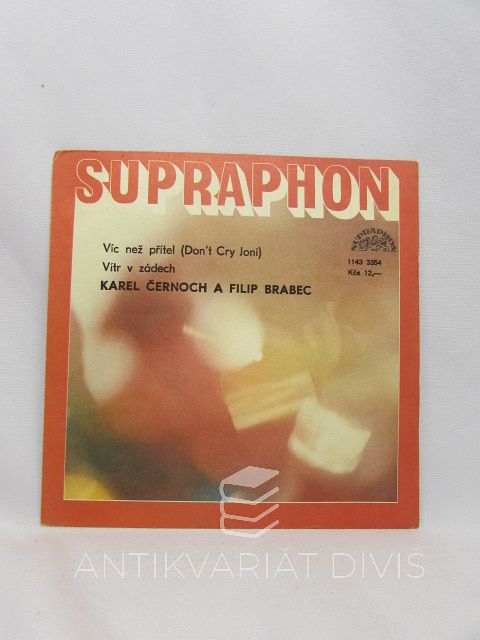 SUPRAPHON
SUPRAPHON
Víc než přítel (Don't Cry Joni)
Vítr v zádech
KAREL ČERNOCH A FILIP BRABEC
1143 3354
Kčs 12,—
ANTIKVARIÁT DIVIŠ